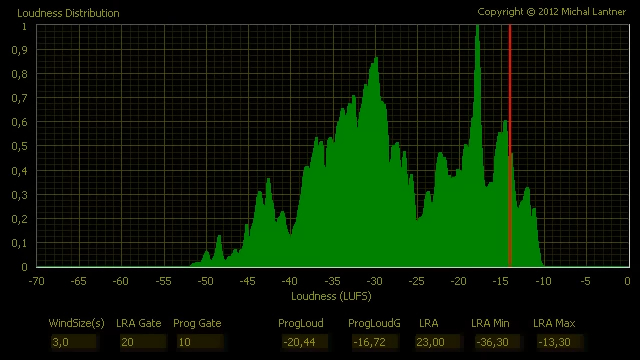 Loudness Distribution
Copyright © 2012 Michal Lantner
1
0,9
0,8
0,7
0,6
0,5
0,4
0,3
0,2
0,1
0
-70 -65 -60 -55 -50 -45 -40 -35 -30 -25 -20 -15 -10 -5 0
Loudness (LUFS)
WindSize(s) LRA Gate Prog Gate ProgLoud ProgLoudG LRA LRA Min LRA Max
3,0 20 10 -20,44 -16,72 23,00 -36,30 -13,30